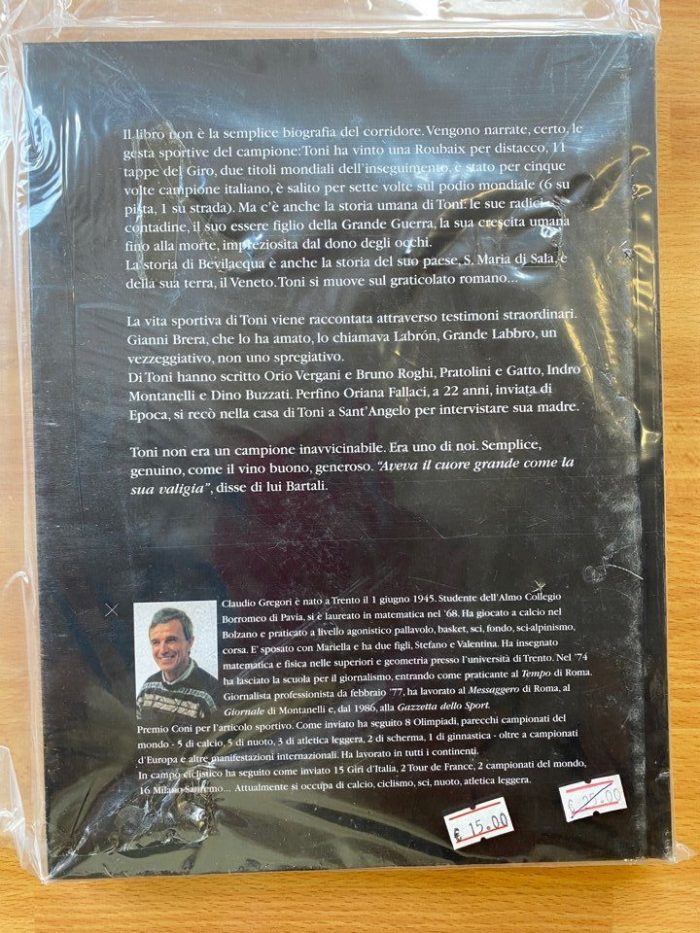 Il libro non è la semplice biografia del corridore. Vengono narrate, certo, le
gesta sportive del campione: Toni ha vinto una Roubaix per distacco, 11
tappe del Giro, due titoli mondiali dell'inseguimento, è stato per cinque
volte campione italiano, è salito per sette volte sul podio mondiale (6 su
pista, 1 su strada). Ma c'è anche la storia umana di Toni: le sue radici
contadine, il suo essere figlio della Grande Guerra, la sua crescita umana
fino alla morte, impreziosita dal dono degli occhi.
La storia di Bevilacqua è anche la storia del suo paese, S. Maria di Sala, e
della sua terra, il Veneto. Toni si muove sul graticolato romano...
La vita sportiva di Toni viene raccontata attraverso testimoni straordinari.
Gianni Brera, che lo ha amato, lo chiamava Labrón, Grande Labbro, un
vezzeggiativo, non uno spregiativo.
Di Toni hanno scritto Orio Vergani e Bruno Roghi, Pratolini e Gatto, Indro
Montanelli e Dino Buzzati. Perfino Oriana Fallaci, a 22 anni, inviata di
Epoca, si recò nella casa di Toni a Sant'Angelo per intervistare sua madre.
Toni non era un campione inavvicinabile. Era uno di noi. Semplice,
genuino, come il vino buono, generoso. "Aveva il cuore grande come la
sua valigia", disse di lui Bartali.
Claudio Gregori è nato a Trento il 1 giugno 1945. Studente dell'Almo Collegio
Borromeo di Pavia, si è laureato in matematica nel '68. Ha giocato a calcio nel
Bolzano e praticato a livello agonistico pallavolo, basket, sci, fondo, sci-alpinismo,
corsa. E' sposato con Mariella e ha due figli, Stefano e Valentina. Ha insegnato
matematica e fisica nelle superiori e geometria presso l'università di Trento. Nel '74
ha lasciato la scuola per il giornalismo, entrando come praticante al Tempo di Roma.
Giornalista professionista da febbraio '77, ha lavorato al Messaggero di Roma, al
Giornale di Montanelli e, dal 1986, alla Gazzetta dello Sport.
Premio Coni per l'articolo sportivo. Come inviato ha seguito 8 Olimpiadi, parecchi campionati del
mondo - 5 di calcio, 5 di nuoto, 3 di atletica leggera, 2 di scherma, 1 di ginnastica - oltre a campionati
d'Europa e altre manifestazioni internazionali. Ha lavorato in tutti i continenti.
In campo ciclistico ha seguito come inviato 15 Giri d'Italia, 2 Tour de France, 2 campionati del mondo,
16 Milano-Sanremo... Attualmente si occupa di calcio, ciclismo, sci, nuoto, atletica leggera.
€ 15.00
€ 25.00